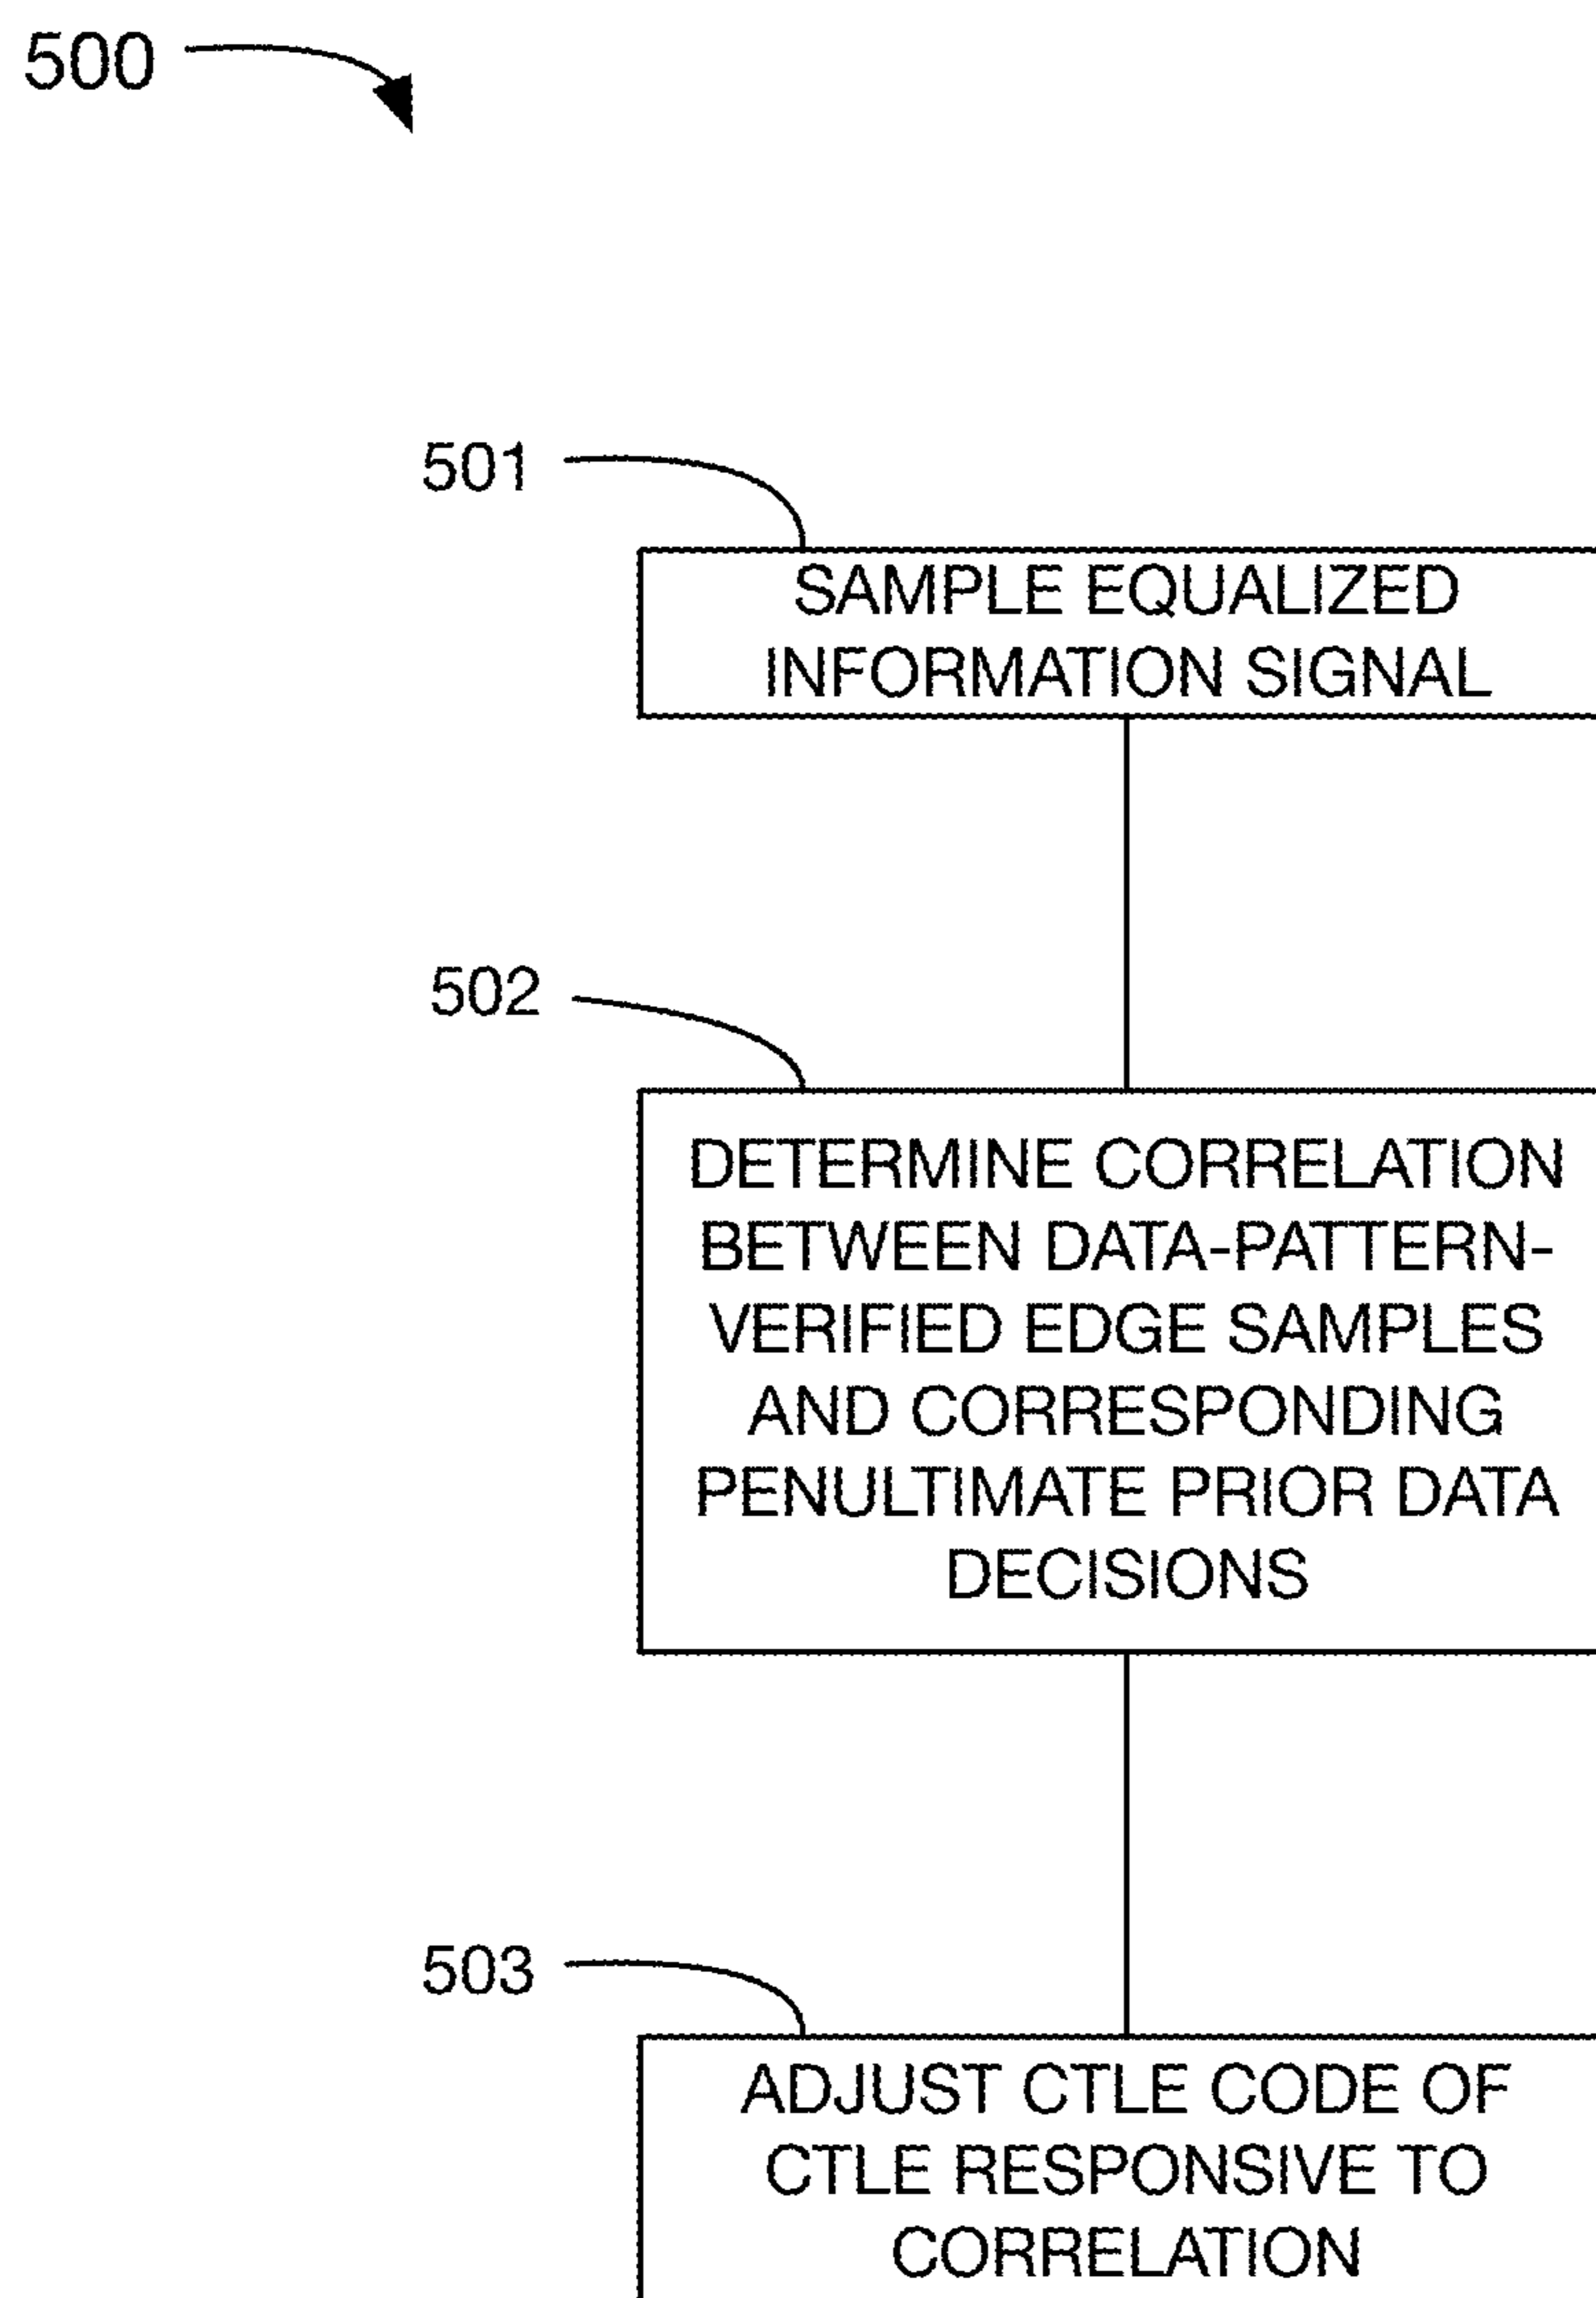 500
501
SAMPLE EQUALIZED
INFORMATION SIGNAL
502
DETERMINE CORRELATION
BETWEEN DATA-PATTERN-
VERIFIED EDGE SAMPLES
AND CORRESPONDING
PENULTIMATE PRIOR DATA
DECISIONS
503
ADJUST CTLE CODE OF
CTLE RESPONSIVE TO
CORRELATION